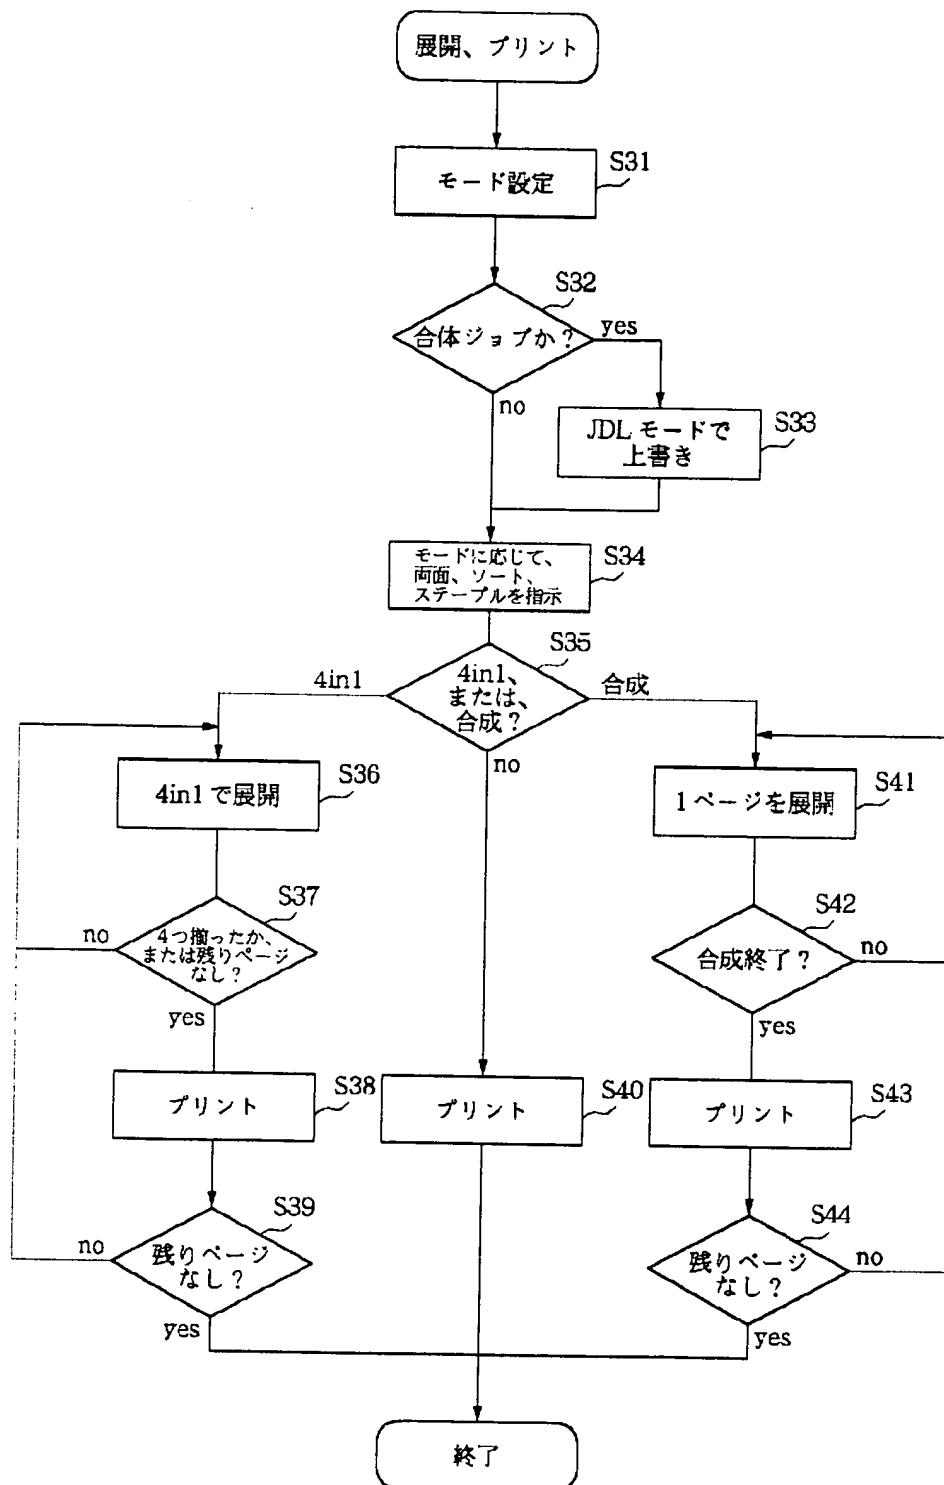 展開、プリント
モード設定
S31
合体ジョブか?
S32
yes
no
JDL モードで
上書き
S33
モードに応じて、
両面、ソート、
ステープルを指示
S34
4in1、
または、
合成?
S35
4in1
合成
no
4in1で展開
S36
4つ揃ったか、
または残りページ
なし?
S37
no
yes
プリント
S38
残りページ
なし?
S39
no
yes
プリント
S40
1ページを展開
S41
合成終了?
S42
no
yes
プリント
S43
残りページ
なし?
S44
no
yes
終了